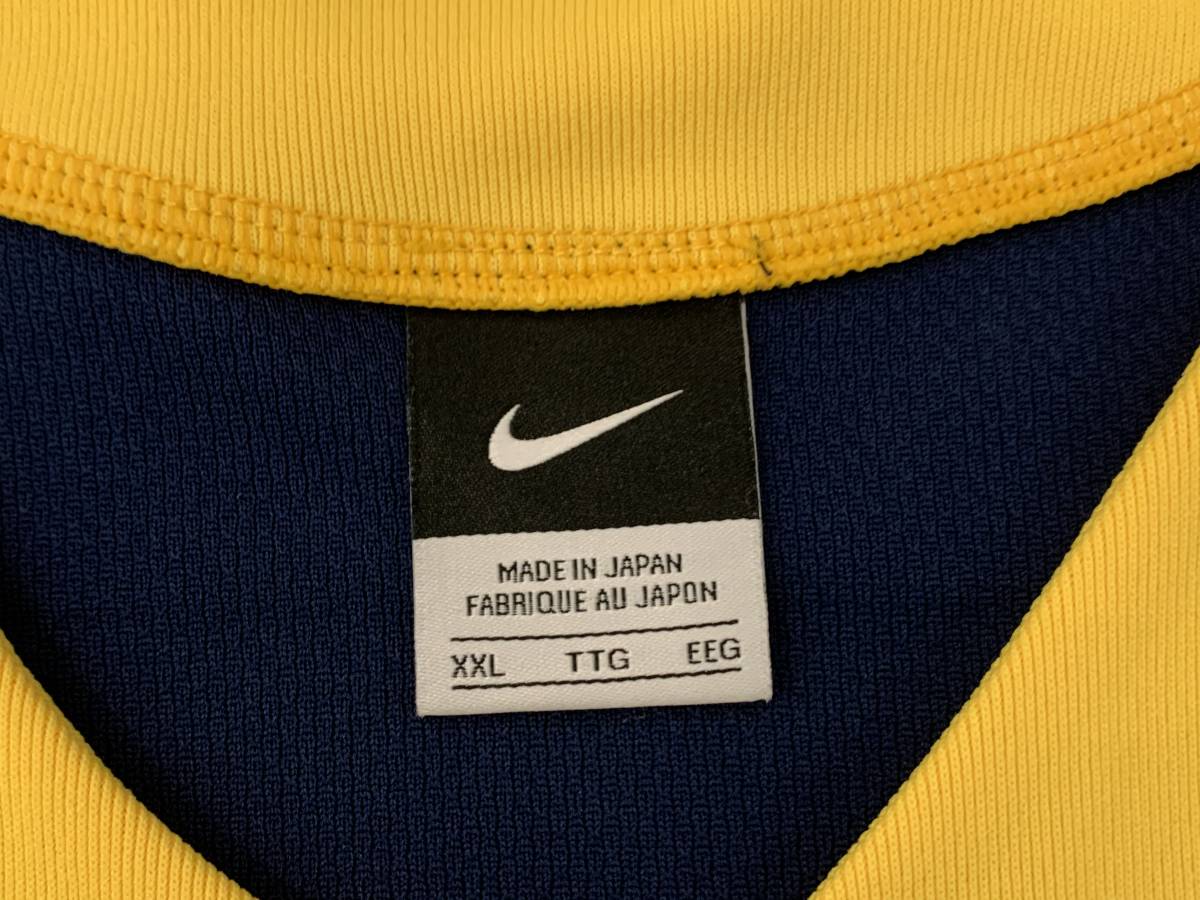 MADE IN JAPAN
FABRIQUE AU JAPON
XXL TTG EEG